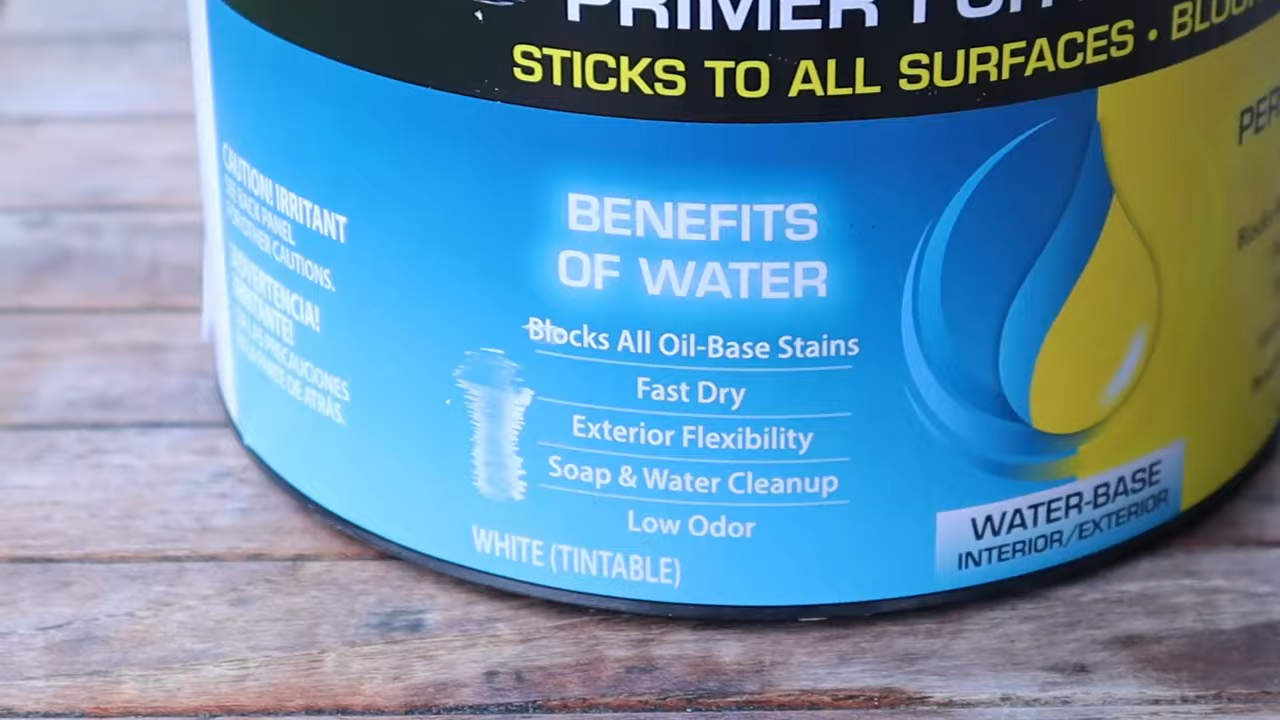 PRIMER FOR
STICKS TO ALL SURFACES • BLOCK
CAUTION! IRRITANT
SEE BACK PANEL
FOR OTHER CAUTIONS.
¡ADVERTENCIA!
¡IRRITANTE!
LAS PRECAUCIONES
DE ATRÁS.
BENEFITS
OF WATER
Blocks All Oil-Base Stains
Fast Dry
Exterior Flexibility
Soap & Water Cleanup
Low Odor
WHITE (TINTABLE)
WATER-BASE
INTERIOR/EXTERIOR